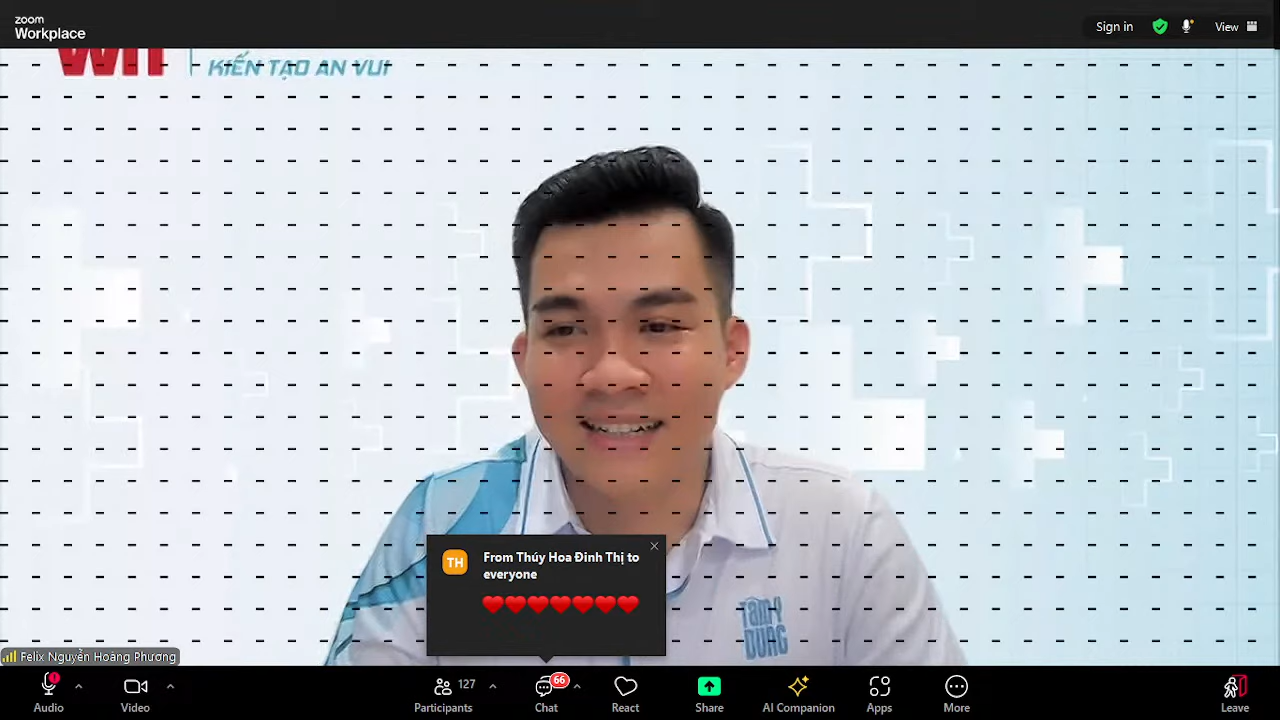 zoom
Workplace
Sign in
View
KIẾN TẠO AN VUI
From Thúy Hoa Đinh Thị to
everyone
TH
❤️❤️❤️❤️❤️❤️❤️
Felix Nguyễn Hoàng Phương
Audio
Video
Participants
127
Chat
66
React
Share
AI Companion
Apps
More
Leave